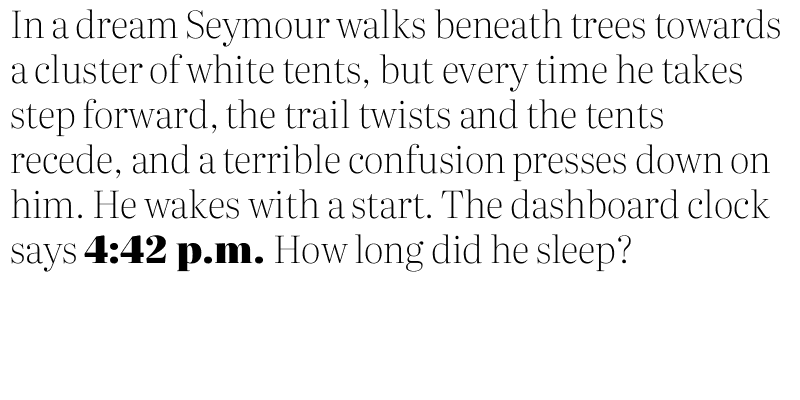 In a dream Seymour walks beneath trees towards
a cluster of white tents, but every time he takes
step forward, the trail twists and the tents
recede, and a terrible confusion presses down on
him. He wakes with a start. The dashboard clock
says 4:42 p.m. How long did he sleep?